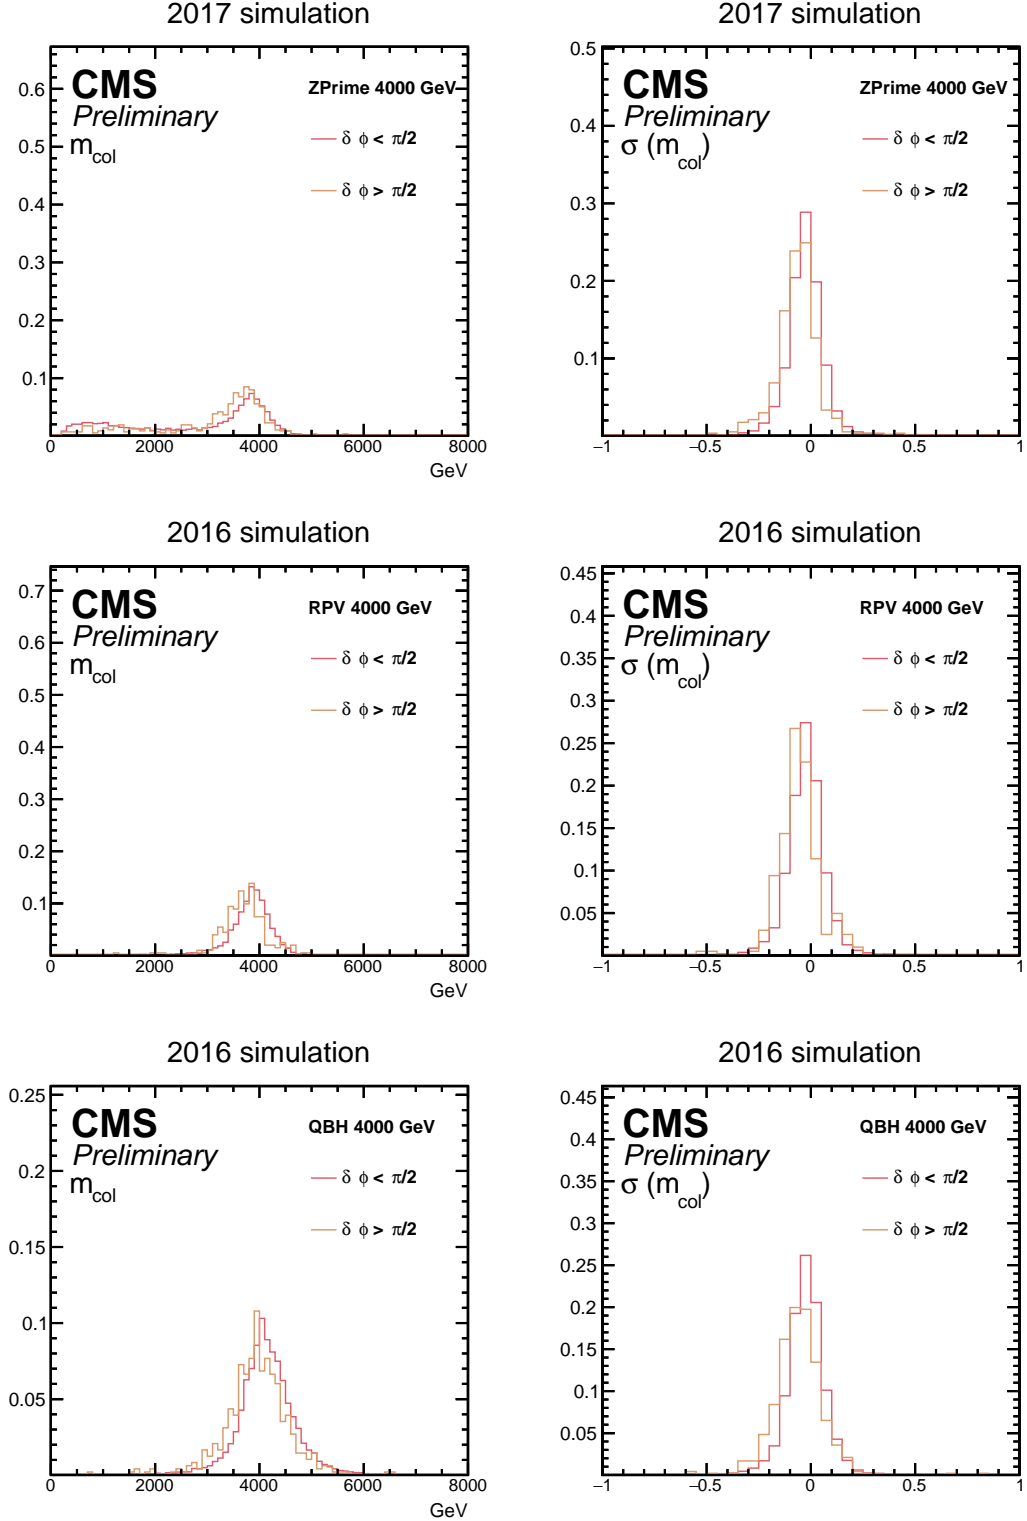 2017 simulation
CMS
Preliminary
m_col
ZPrime 4000 GeV
δ ϕ < π/2
δ ϕ > π/2
0.6
0.5
0.4
0.3
0.2
0.1
0 2000 4000 6000 8000
GeV
2017 simulation
CMS
Preliminary
σ (m_col)
ZPrime 4000 GeV
δ ϕ < π/2
δ ϕ > π/2
0.5
0.4
0.3
0.2
0.1
−1 −0.5 0 0.5 1
2016 simulation
CMS
Preliminary
m_col
RPV 4000 GeV
δ ϕ < π/2
δ ϕ > π/2
0.7
0.6
0.5
0.4
0.3
0.2
0.1
0 2000 4000 6000 8000
GeV
2016 simulation
CMS
Preliminary
σ (m_col)
RPV 4000 GeV
δ ϕ < π/2
δ ϕ > π/2
0.45
0.4
0.35
0.3
0.25
0.2
0.15
0.1
0.05
−1 −0.5 0 0.5 1
2016 simulation
CMS
Preliminary
m_col
QBH 4000 GeV
δ ϕ < π/2
δ ϕ > π/2
0.25
0.2
0.15
0.1
0.05
0 2000 4000 6000 8000
GeV
2016 simulation
CMS
Preliminary
σ (m_col)
QBH 4000 GeV
δ ϕ < π/2
δ ϕ > π/2
0.45
0.4
0.35
0.3
0.25
0.2
0.15
0.1
0.05
−1 −0.5 0 0.5 1